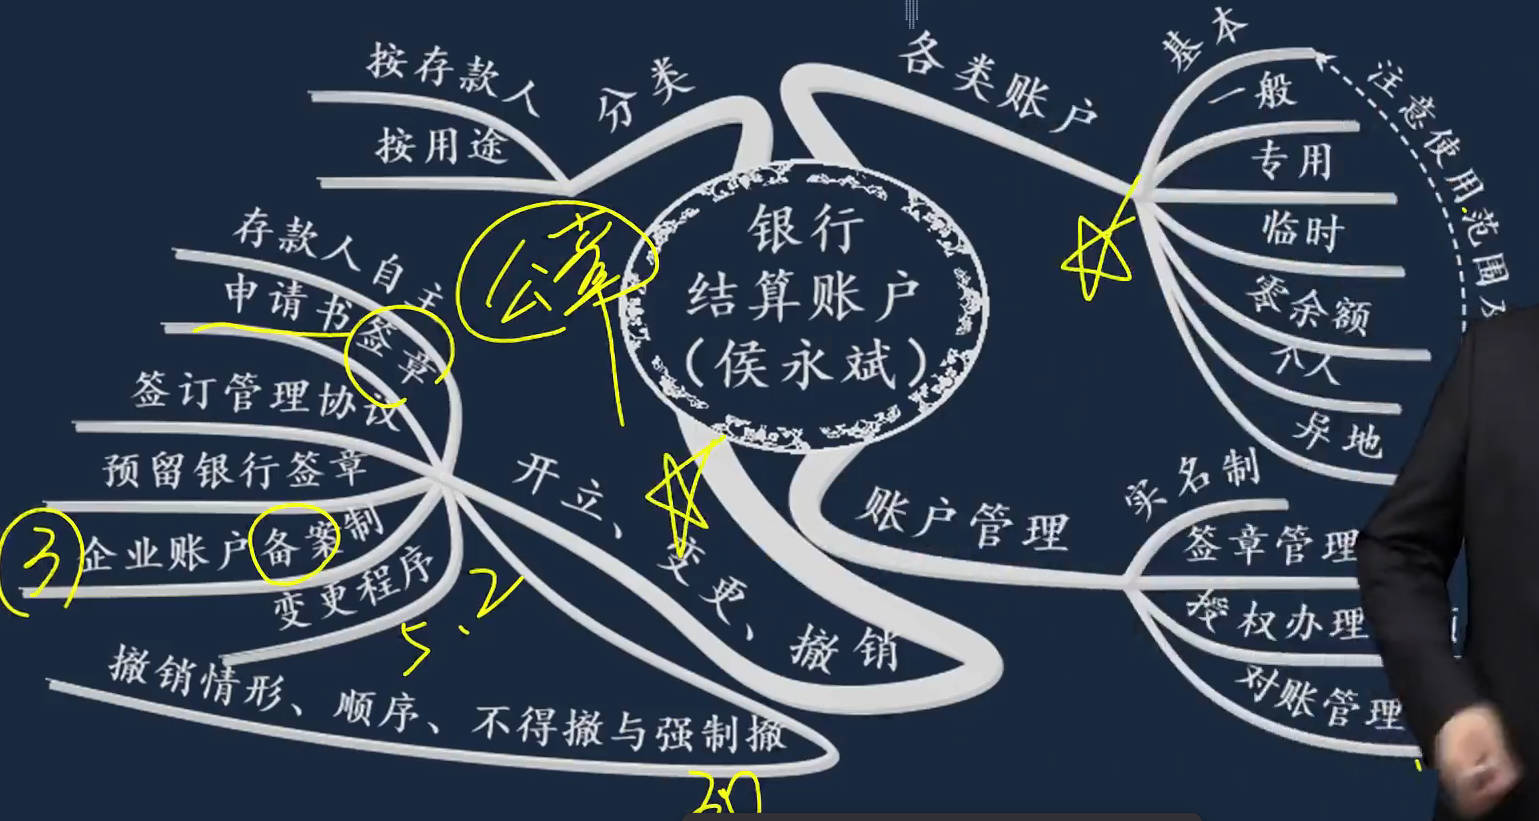 银行
结算账户
（侯永斌）
分类
按存款人
按用途
各类账户
基本
一般
专用
临时
零余额
个人
异地
注意使用范围及
开立、变更、撤销
存款人自主
申请书签章
签订管理协议
预留银行签章
企业账户备案制
变更程序
撤销情形、顺序、不得撤与强制撤
账户管理
实名制
签章管理
授权办理
对账管理
公章
3
5、2
30